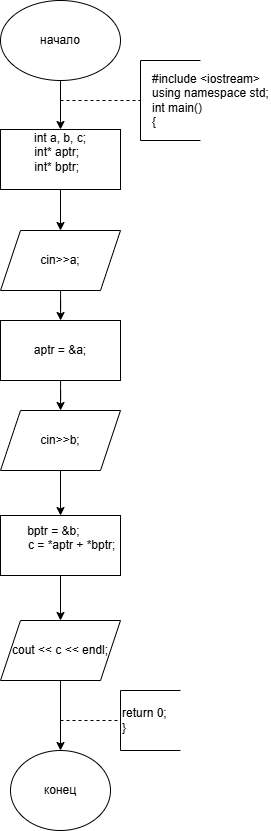 начало
#include <iostream>
using namespace std;
int main()
{
int a, b, c;
int* aptr;
int* bptr;
cin>>a;
aptr = &a;
cin>>b;
bptr = &b;
c = *aptr + *bptr;
cout << c << endl;
return 0;
}
конец